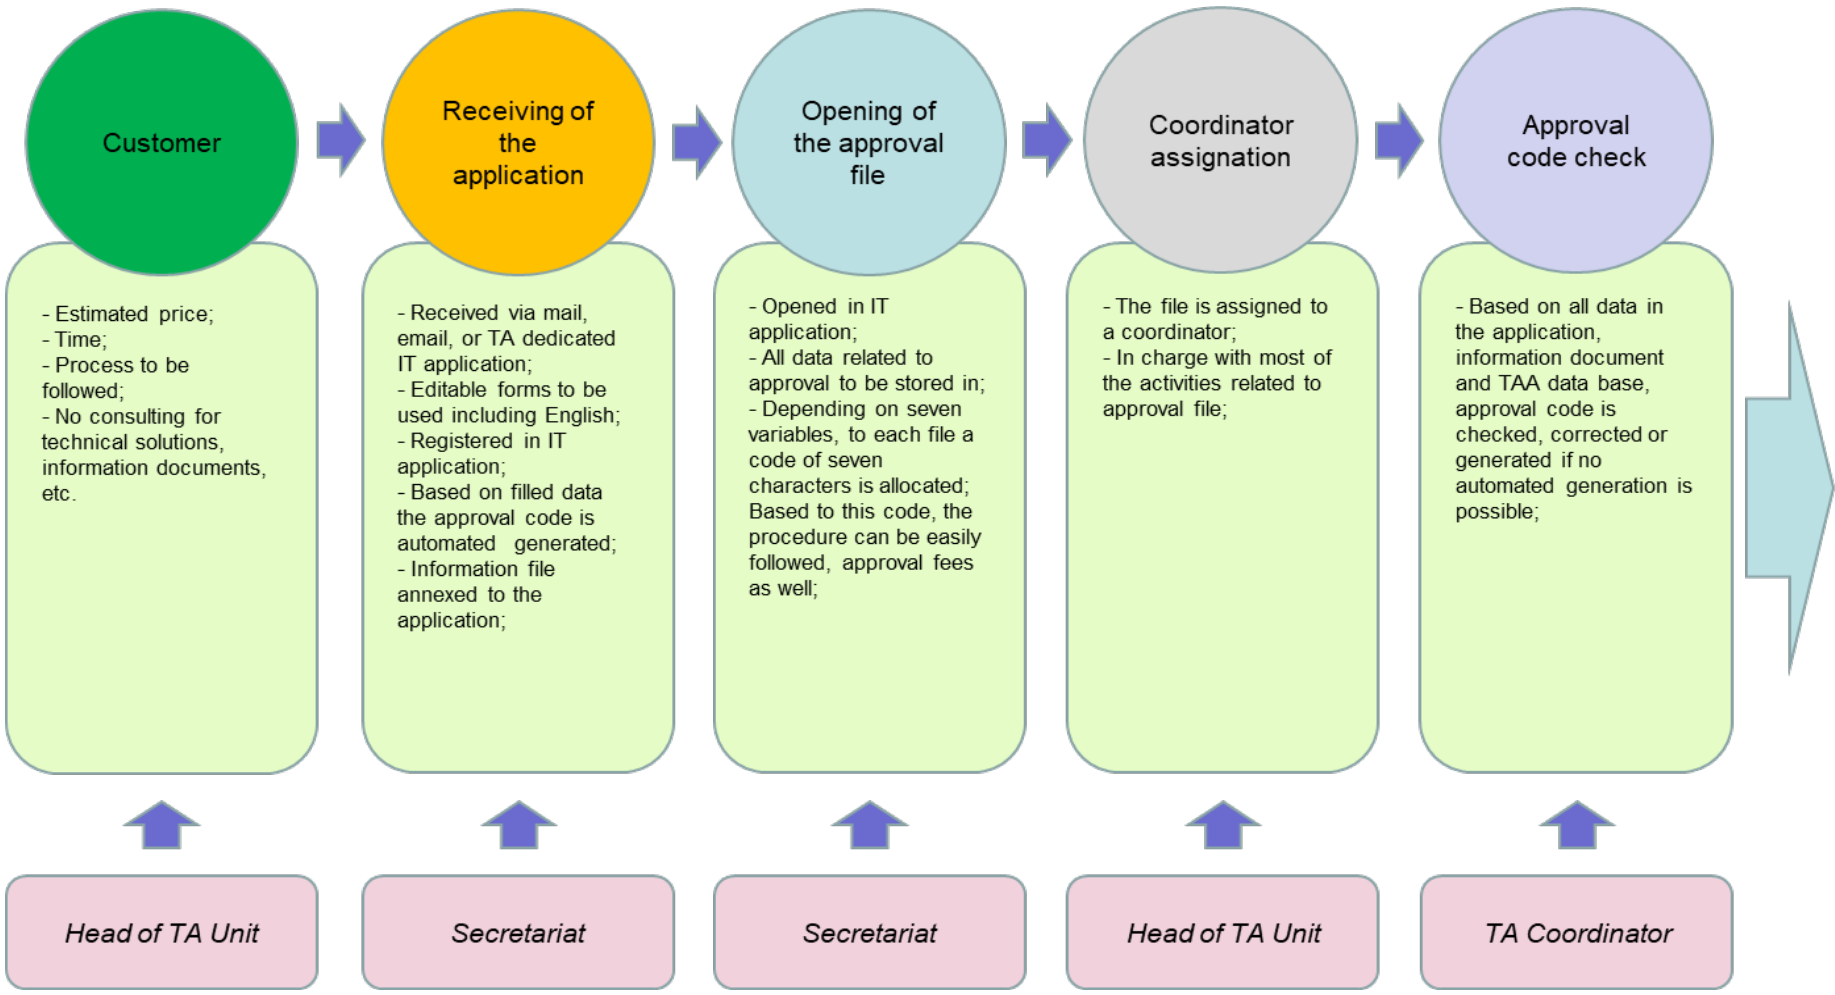 Customer
Receiving of
the
application
Opening of
the approval
file
Coordinator
assignation
Approval
code check
- Estimated price;
- Time;
- Process to be
followed;
- No consulting for
technical solutions,
information documents,
etc.
- Received via mail,
email, or TA dedicated
IT application;
- Editable forms to be
used including English;
- Registered in IT
application;
- Based on filled data
the approval code is
automated generated;
- Information file
annexed to the
application;
- Opened in IT
application;
- All data related to
approval to be stored in;
- Depending on seven
variables, to each file a
code of seven
characters is allocated;
Based to this code, the
procedure can be easily
followed, approval fees
as well;
- The file is assigned to
a coordinator;
- In charge with most of
the activities related to
approval file;
- Based on all data in
the application,
information document
and TAA data base,
approval code is
checked, corrected or
generated if no
automated generation is
possible;
Head of TA Unit
Secretariat
Secretariat
Head of TA Unit
TA Coordinator